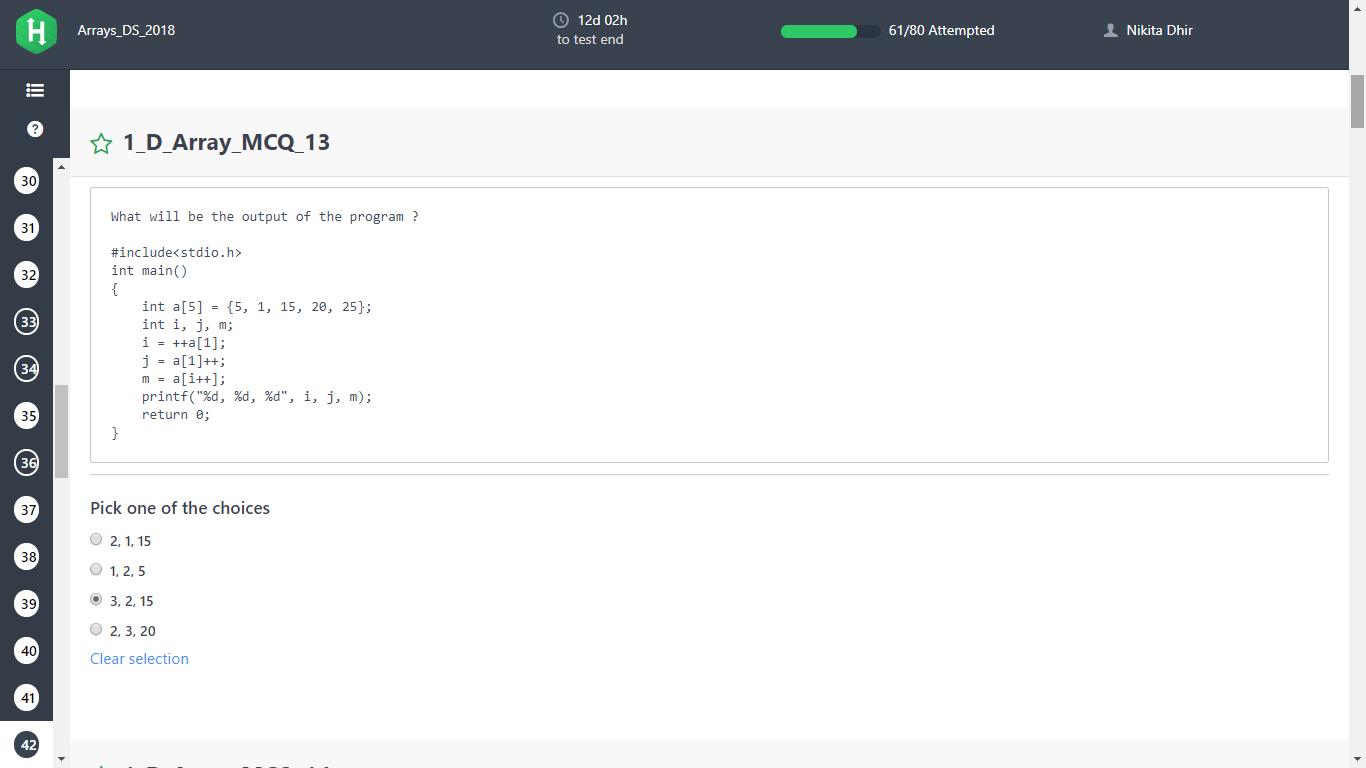 Arrays_DS_2018
12d 02h
to test end
61/80 Attempted
Nikita Dhir
?
30
31
32
33
34
35
36
37
38
39
40
41
42
1_D_Array_MCQ_13
What will be the output of the program ?
#include<stdio.h>
int main()
{
    int a[5] = {5, 1, 15, 20, 25};
    int i, j, m;
    i = ++a[1];
    j = a[1]++;
    m = a[i++];
    printf("%d, %d, %d", i, j, m);
    return 0;
}
Pick one of the choices
2, 1, 15
1, 2, 5
3, 2, 15
2, 3, 20
Clear selection